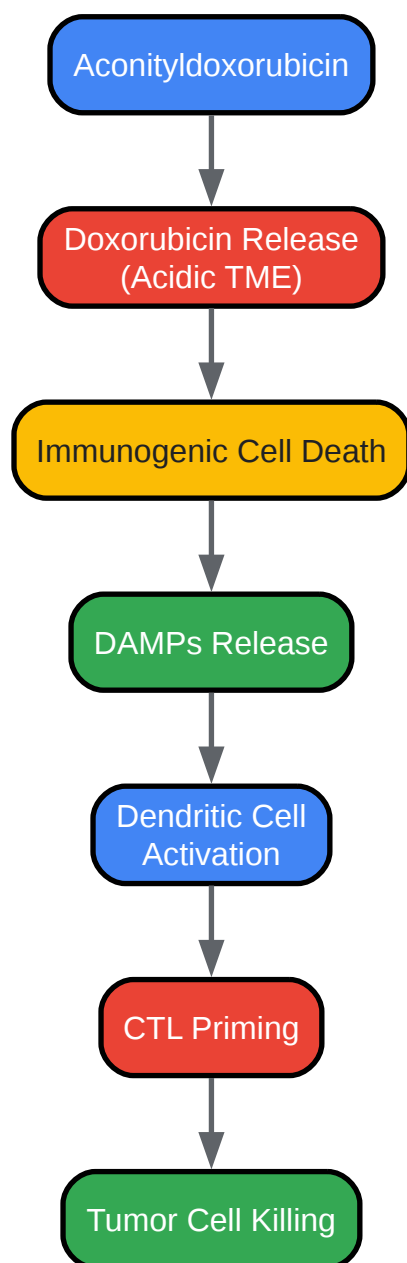 Aconityldoxorubicin
Doxorubicin Release
(Acidic TME)
Immunogenic Cell Death
DAMPs Release
Dendritic Cell
Activation
CTL Priming
Tumor Cell Killing